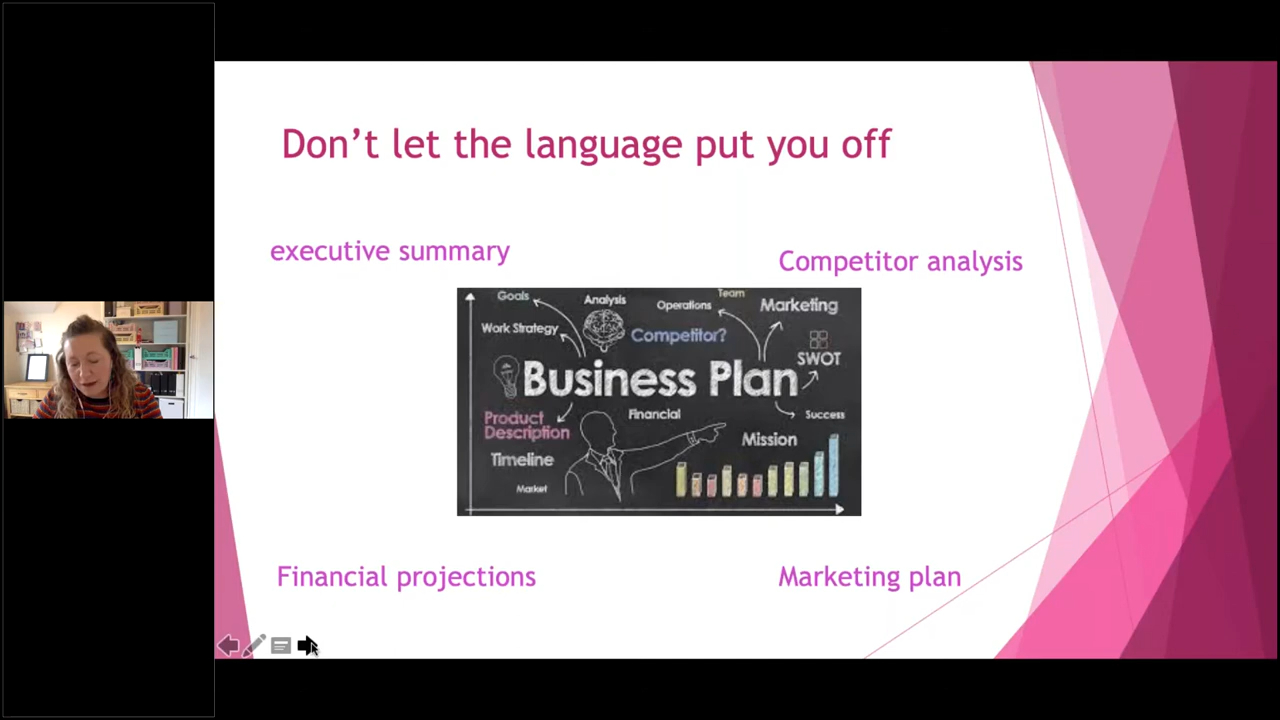 Don't let the language put you off
executive summary
Competitor analysis
Goals
Analysis
Operations
Team
Marketing
Work Strategy
Competitor?
SWOT
Business Plan
Product
Description
Financial
Success
Timeline
Mission
Market
Financial projections
Marketing plan